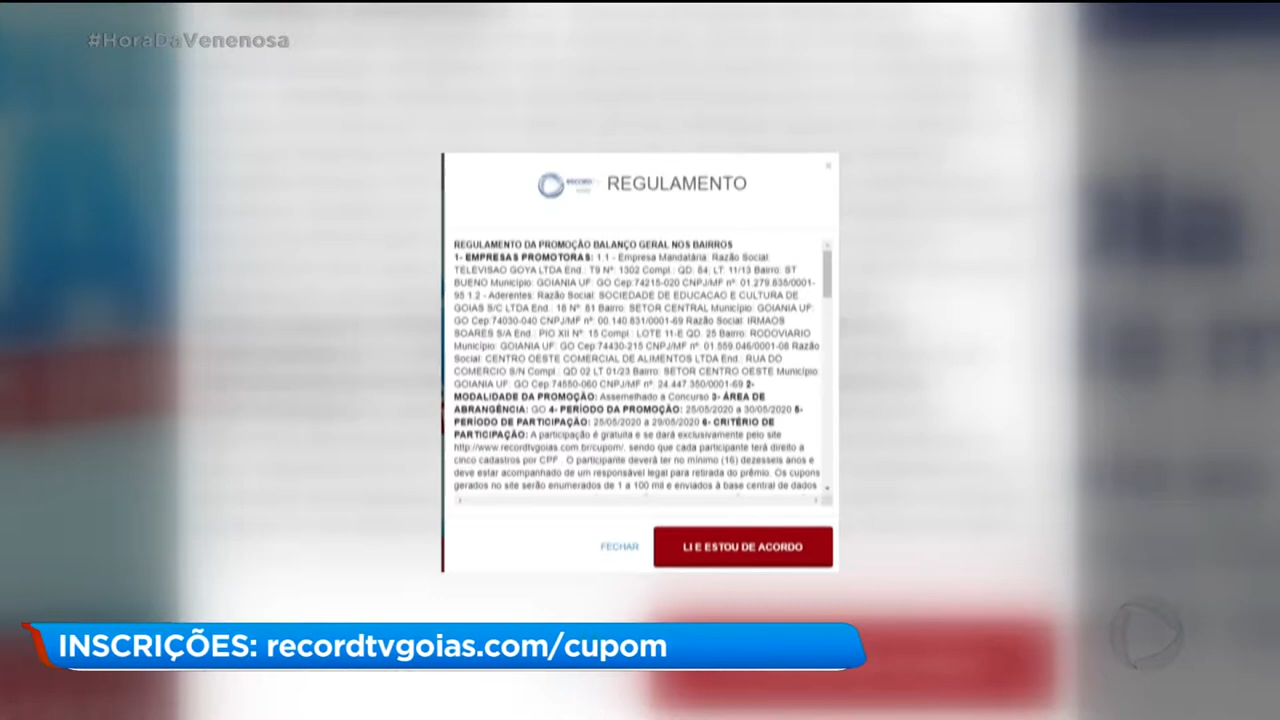 #HoraDaVenenosa
RECORD
REGULAMENTO
REGULAMENTO DA PROMOÇÃO BALANÇO GERAL NOS BAIRROS
1- EMPRESAS PROMOTORAS: 1.1 - Empresa Mandatária: Razão Social:
TELEVISAO GOYA LTDA End.: T9 Nº: 1302 Compl.: QD: 84; LT: 11/13 Bairro: ST
BUENO Município: GOIANIA UF: GO Cep:74215-020 CNPJ/MF nº: 01.279.835/0001-
95 1.2 - Aderentes: Razão Social: SOCIEDADE DE EDUCACAO E CULTURA DE
GOIAS S/C LTDA End.: 18 Nº: 81 Bairro: SETOR CENTRAL Município: GOIANIA UF:
GO Cep:74030-040 CNPJ/MF nº: 00.140.831/0001-69 Razão Social: IRMAOS
SOARES S/A End.: PIO XII Nº: 15 Compl.: LOTE 11-E QD. 25 Bairro: RODOVIARIO
Município: GOIANIA UF: GO Cep:74430-215 CNPJ/MF nº: 01.559.046/0001-08 Razão
Social: CENTRO OESTE COMERCIAL DE ALIMENTOS LTDA End.: RUA DO
COMERCIO S/N Compl.: QD 02 LT 01/23 Bairro: SETOR CENTRO OESTE Município:
GOIANIA UF: GO Cep:74550-060 CNPJ/MF nº: 24.447.350/0001-69 2-
MODALIDADE DA PROMOÇÃO: Assemelhado a Concurso 3- ÁREA DE
ABRANGÊNCIA: GO 4- PERÍODO DA PROMOÇÃO: 25/05/2020 a 30/05/2020 5-
PERÍODO DE PARTICIPAÇÃO: 25/05/2020 a 29/05/2020 6- CRITÉRIO DE
PARTICIPAÇÃO: A participação é gratuita e se dará exclusivamente pelo site
http://www.recordtvgoias.com.br/cupom/, sendo que cada participante terá direito a
cinco cadastros por CPF . O participante deverá ter no mínimo (16) dezesseis anos e
deve estar acompanhado de um responsável legal para retirada do prêmio. Os cupons
gerados no site serão enumerados de 1 a 100 mil e enviados à base central de dados
FECHAR
LI E ESTOU DE ACORDO
INSCRIÇÕES: recordtvgoias.com/cupom